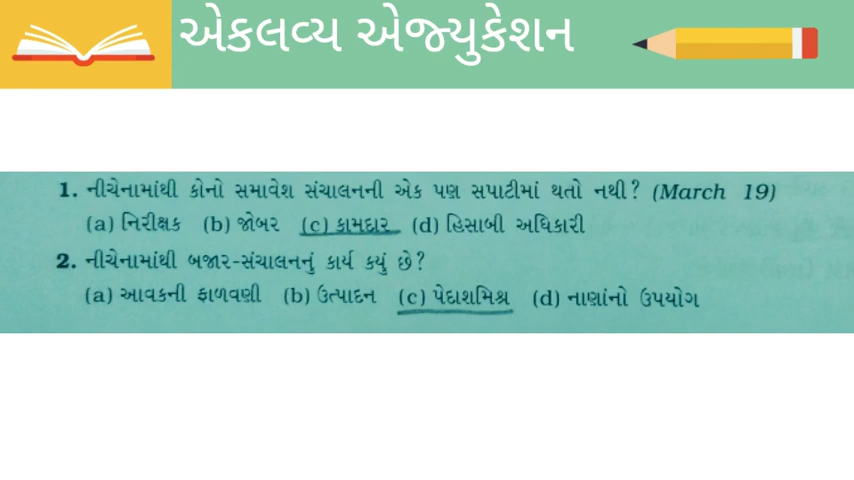 એકલવ્ય એજ્યુકેશન
1. નીચેનામાંથી કોનો સમાવેશ સંચાલનની એક પણ સપાટીમાં થતો નથી? (March 19)
(a) નિરીક્ષક (b) જોબર (c) કામદાર (d) હિસાબી અધિકારી
2. નીચેનામાંથી બજાર-સંચાલનનું કાર્ય કયું છે?
(a) આવકની ફાળવણી (b) ઉત્પાદન (c) પેદાશમિશ્ર (d) નાણાંનો ઉપયોગ